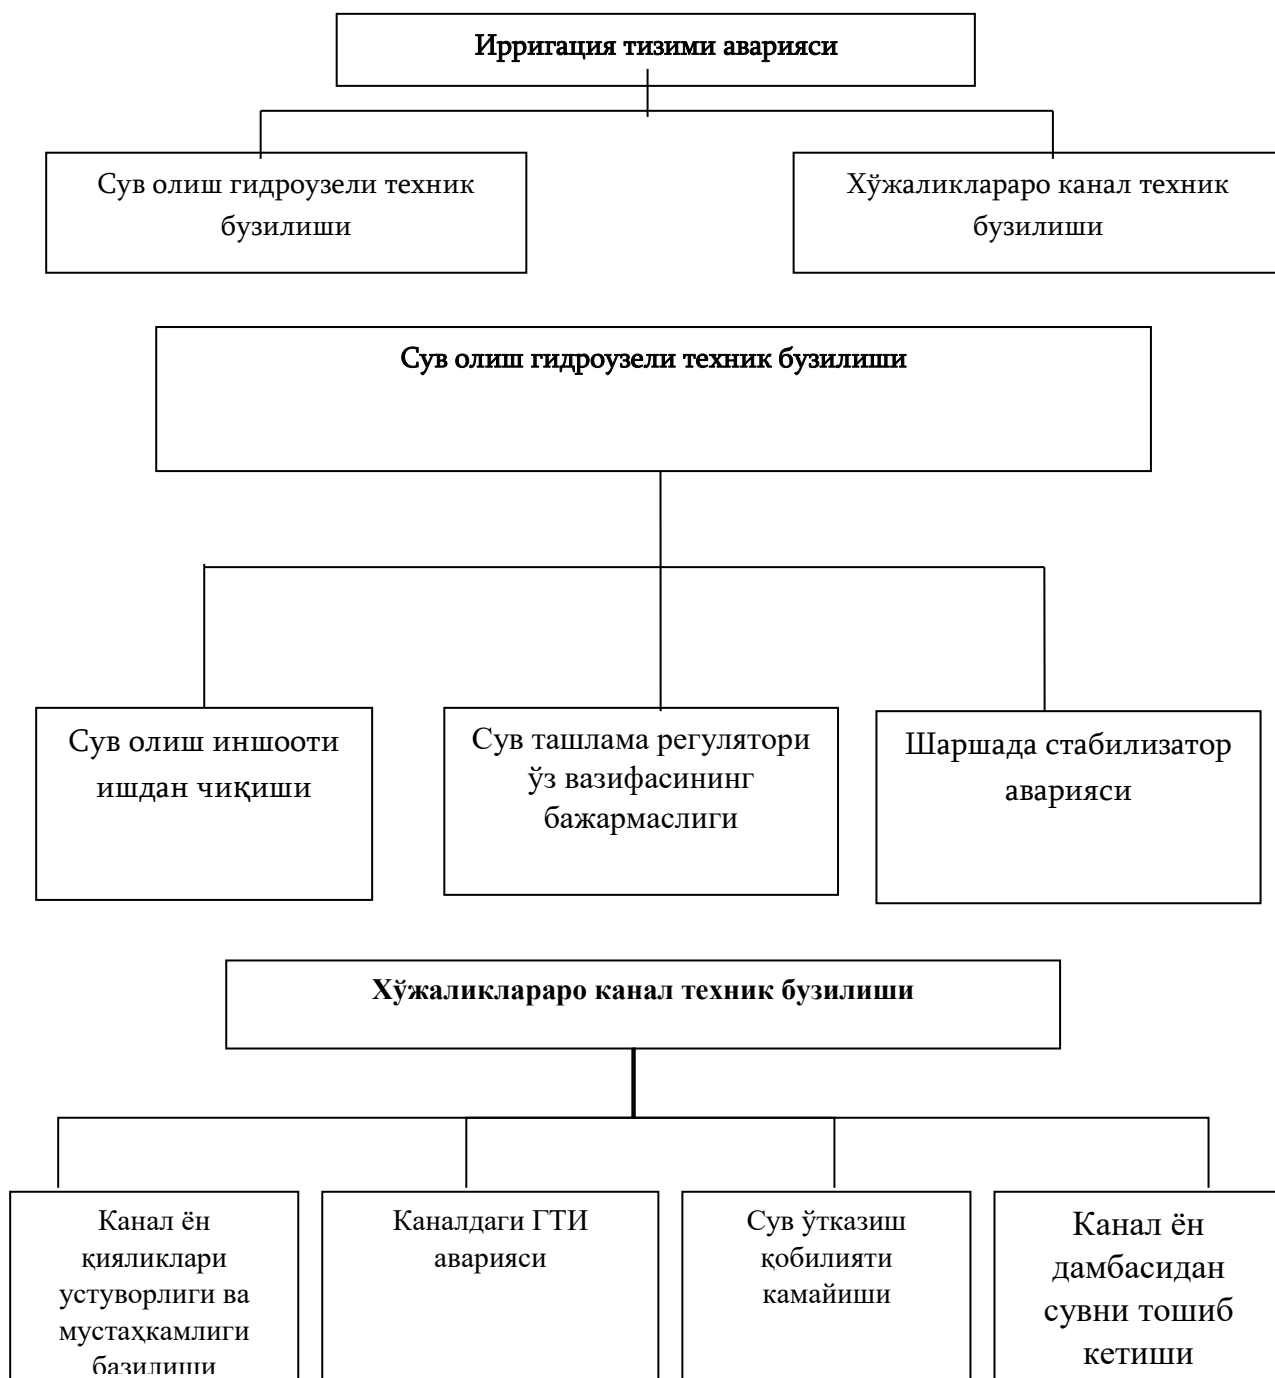 Ирригация тизими аварияси
Сув олиш гидроузели техник
бузилиши
Хўжаликлараро канал техник
бузилиши
Сув олиш гидроузели техник бузилиши
Сув олиш иншооти
ишдан чиқиши
Сув ташлама регулятори
ўз вазифасининг
бажармаслиги
Шаршада стабилизатор
аварияси
Хўжаликлараро канал техник бузилиши
Канал ён
қияликлари
устуворлиги ва
мустаҳкамлиги
базилиши
Каналдаги ГТИ
аварияси
Сув ўтказиш
қобилияти
камайиши
Канал ён
дамбасидан
сувни тошиб
кетиши